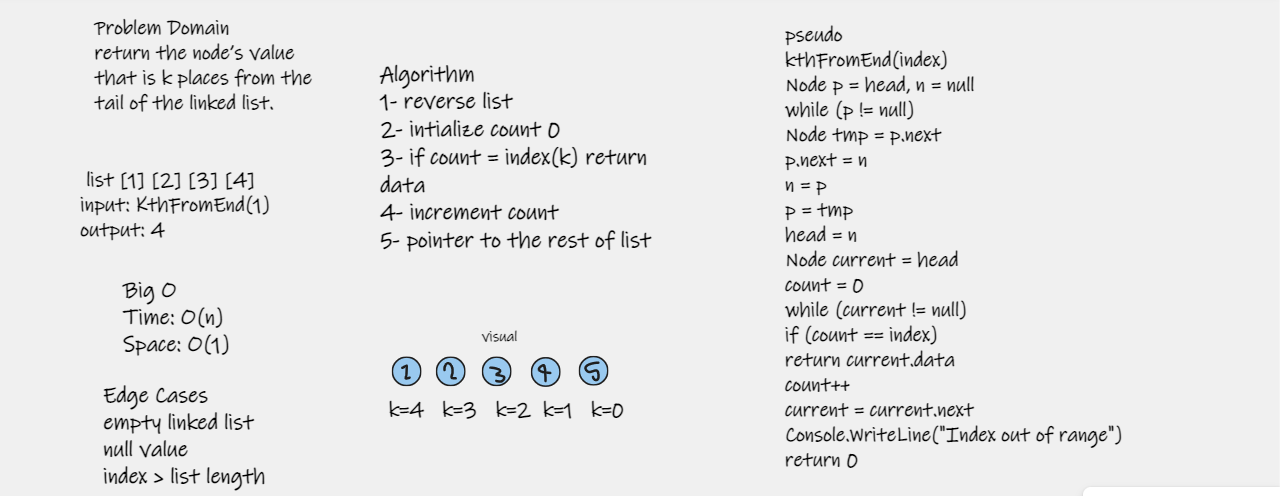 Problem Domain
return the node's value
that is k places from the
tail of the linked list.
list [1] [2] [3] [4]
input: KthFromEnd(1)
output: 4
Big O
Time: O(n)
Space: O(1)
Edge Cases
empty linked list
null value
index > list length
Algorithm
1- reverse list
2- intialize count 0
3- if count = index(k) return
data
4- increment count
5- pointer to the rest of list
visual
1 2 3 4 5
k=4 k=3 k=2 k=1 k=0
pseudo
kthFromEnd(index)
Node p = head, n = null
while (p != null)
Node tmp = p.next
p.next = n
n = p
p = tmp
head = n
Node current = head
count = 0
while (current != null)
if (count == index)
return current.data
count++
current = current.next
Console.WriteLine("Index out of range")
return 0